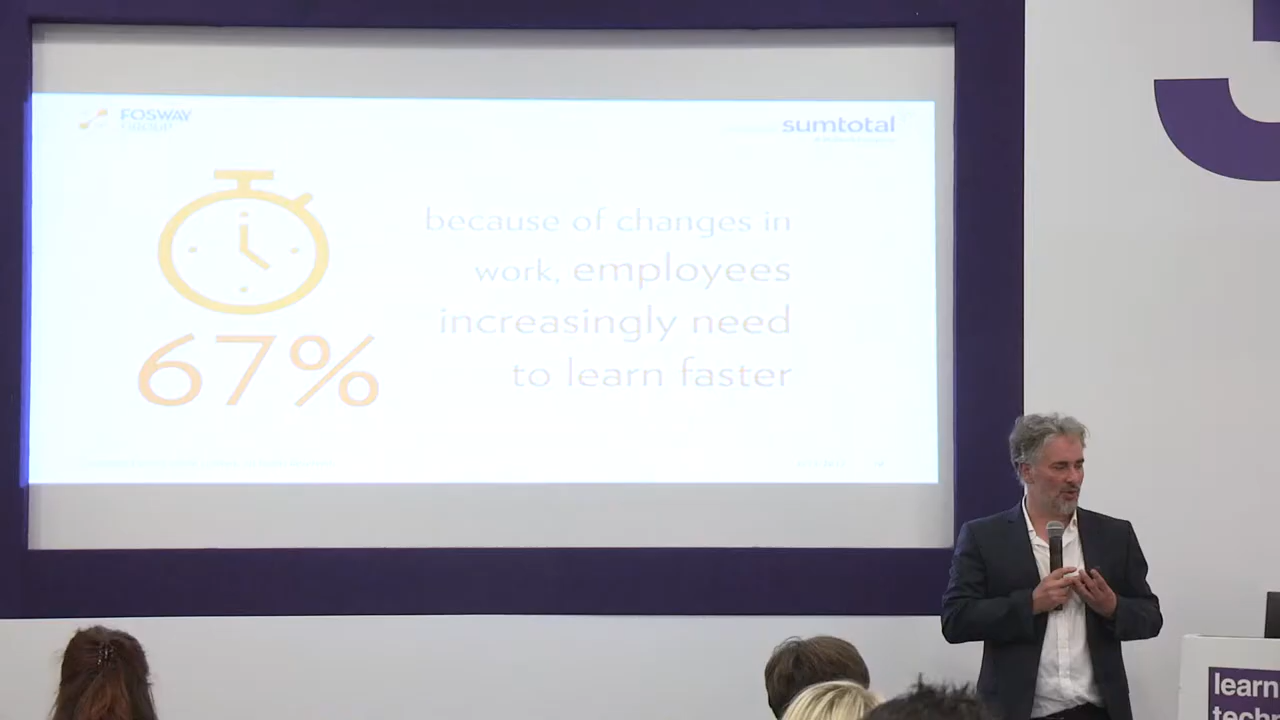 FOSWAY
GROUP
sumtotal
67%
because of changes in
work, employees
increasingly need
to learn faster
learn
techn